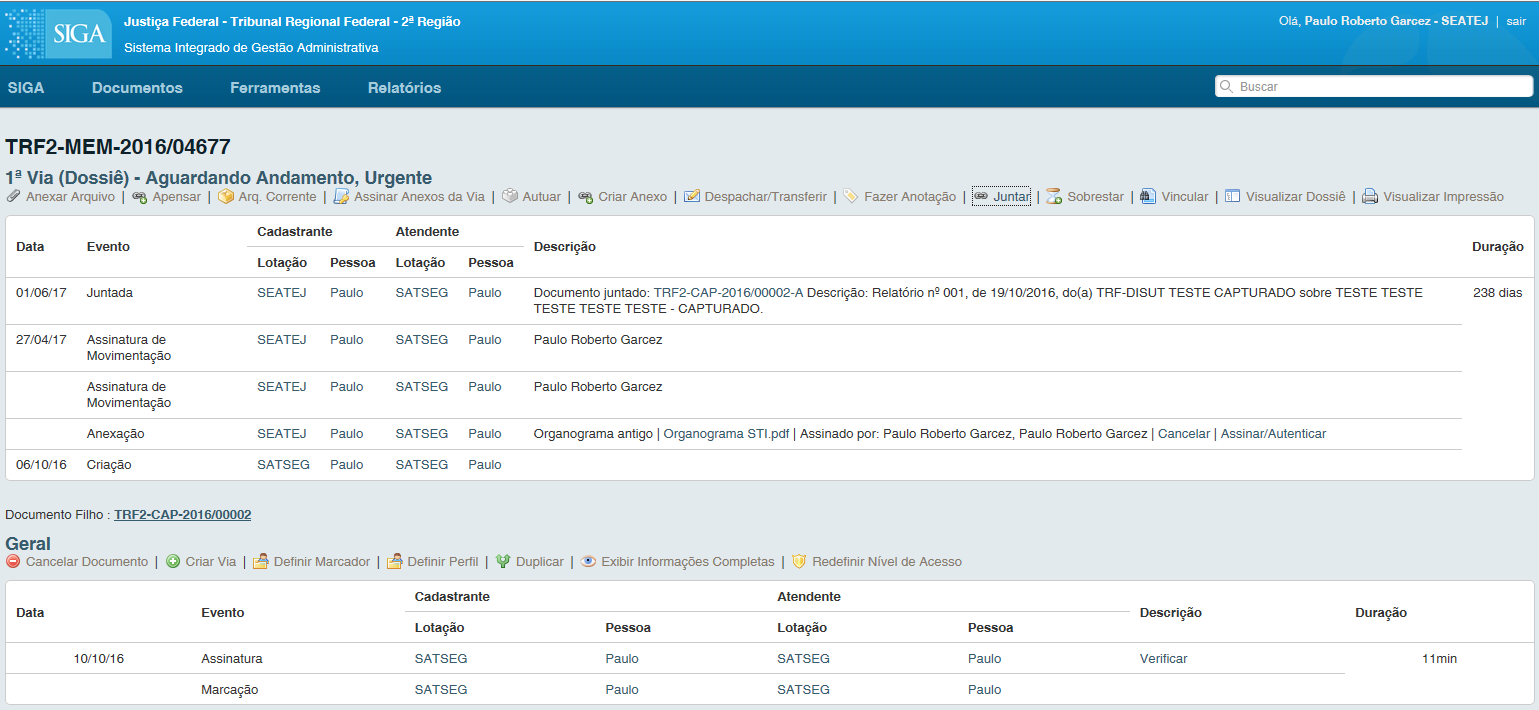 SIGA
Justiça Federal - Tribunal Regional Federal - 2ª Região
Sistema Integrado de Gestão Administrativa
Olá, Paulo Roberto Garcez - SEATEJ | sair
SIGA Documentos Ferramentas Relatórios
Buscar
TRF2-MEM-2016/04677
1ª Via (Dossiê) - Aguardando Andamento, Urgente
Anexar Arquivo | Apensar | Arq. Corrente | Assinar Anexos da Via | Autuar | Criar Anexo | Despachar/Transferir | Fazer Anotação | Juntar | Sobrestar | Vincular | Visualizar Dossiê | Visualizar Impressão
Data Evento Cadastrante Atendente Descrição Duração
Lotação Pessoa Lotação Pessoa
01/06/17 Juntada SEATEJ Paulo SATSEG Paulo Documento juntado: TRF2-CAP-2016/00002-A Descrição: Relatório nº 001, de 19/10/2016, do(a) TRF-DISUT TESTE CAPTURADO sobre TESTE TESTE 238 dias
TESTE TESTE TESTE - CAPTURADO.
27/04/17 Assinatura de SEATEJ Paulo SATSEG Paulo Paulo Roberto Garcez
Movimentação
Assinatura de SEATEJ Paulo SATSEG Paulo Paulo Roberto Garcez
Movimentação
Anexação SEATEJ Paulo SATSEG Paulo Organograma antigo | Organograma STI.pdf | Assinado por: Paulo Roberto Garcez, Paulo Roberto Garcez | Cancelar | Assinar/Autenticar
06/10/16 Criação SATSEG Paulo SATSEG Paulo
Documento Filho : TRF2-CAP-2016/00002
Geral
Cancelar Documento | Criar Via | Definir Marcador | Definir Perfil | Duplicar | Exibir Informações Completas | Redefinir Nível de Acesso
Data Evento Cadastrante Atendente Descrição Duração
Lotação Pessoa Lotação Pessoa
10/10/16 Assinatura SATSEG Paulo SATSEG Paulo Verificar 11min
Marcação SATSEG Paulo SATSEG Paulo